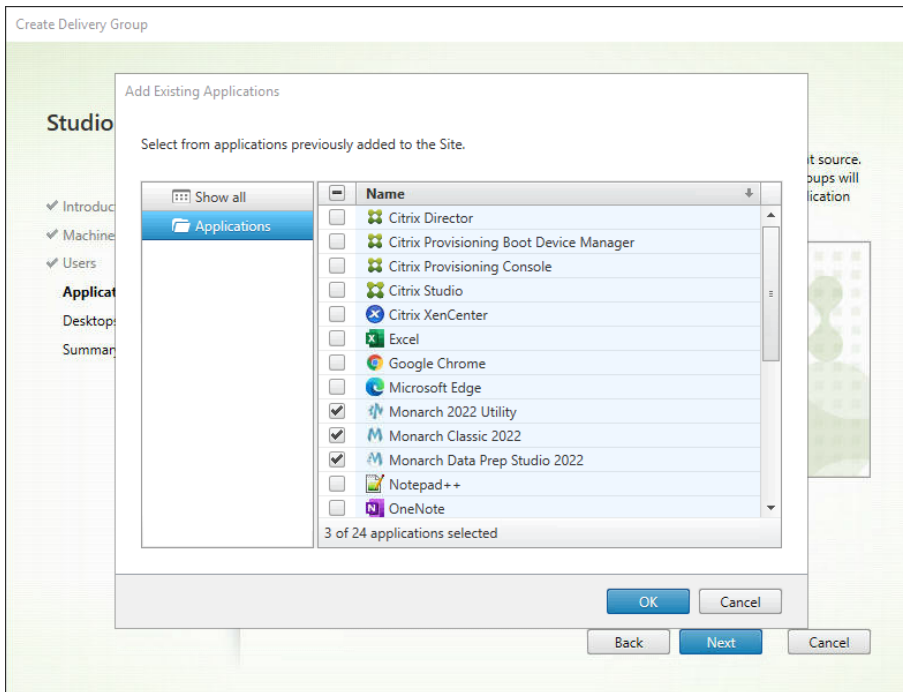 Create Delivery Group
Add Existing Applications
Studio
Select from applications previously added to the Site.
t source.
oups will
lication
Show all
Name
Introduc
Applications
Citrix Director
Machine
Citrix Provisioning Boot Device Manager
Users
Citrix Provisioning Console
Applicat
Citrix Studio
Desktops
Citrix XenCenter
Summary
Excel
Google Chrome
Microsoft Edge
Monarch 2022 Utility
Monarch Classic 2022
Monarch Data Prep Studio 2022
Notepad++
OneNote
3 of 24 applications selected
OK Cancel
Back Next Cancel